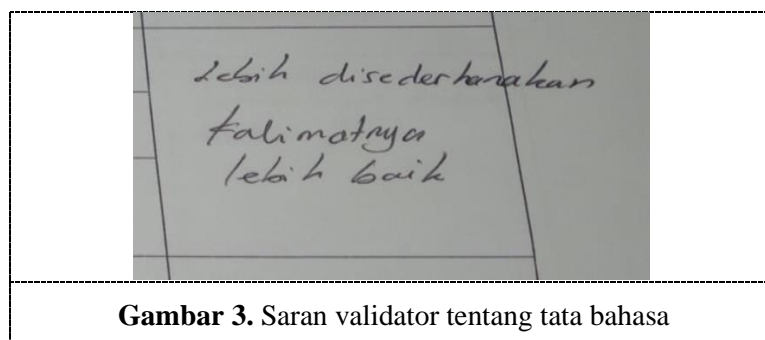 Lebih disederhanakan
kalimatnya
lebih baik
Gambar 3. Saran validator tentang tata bahasa